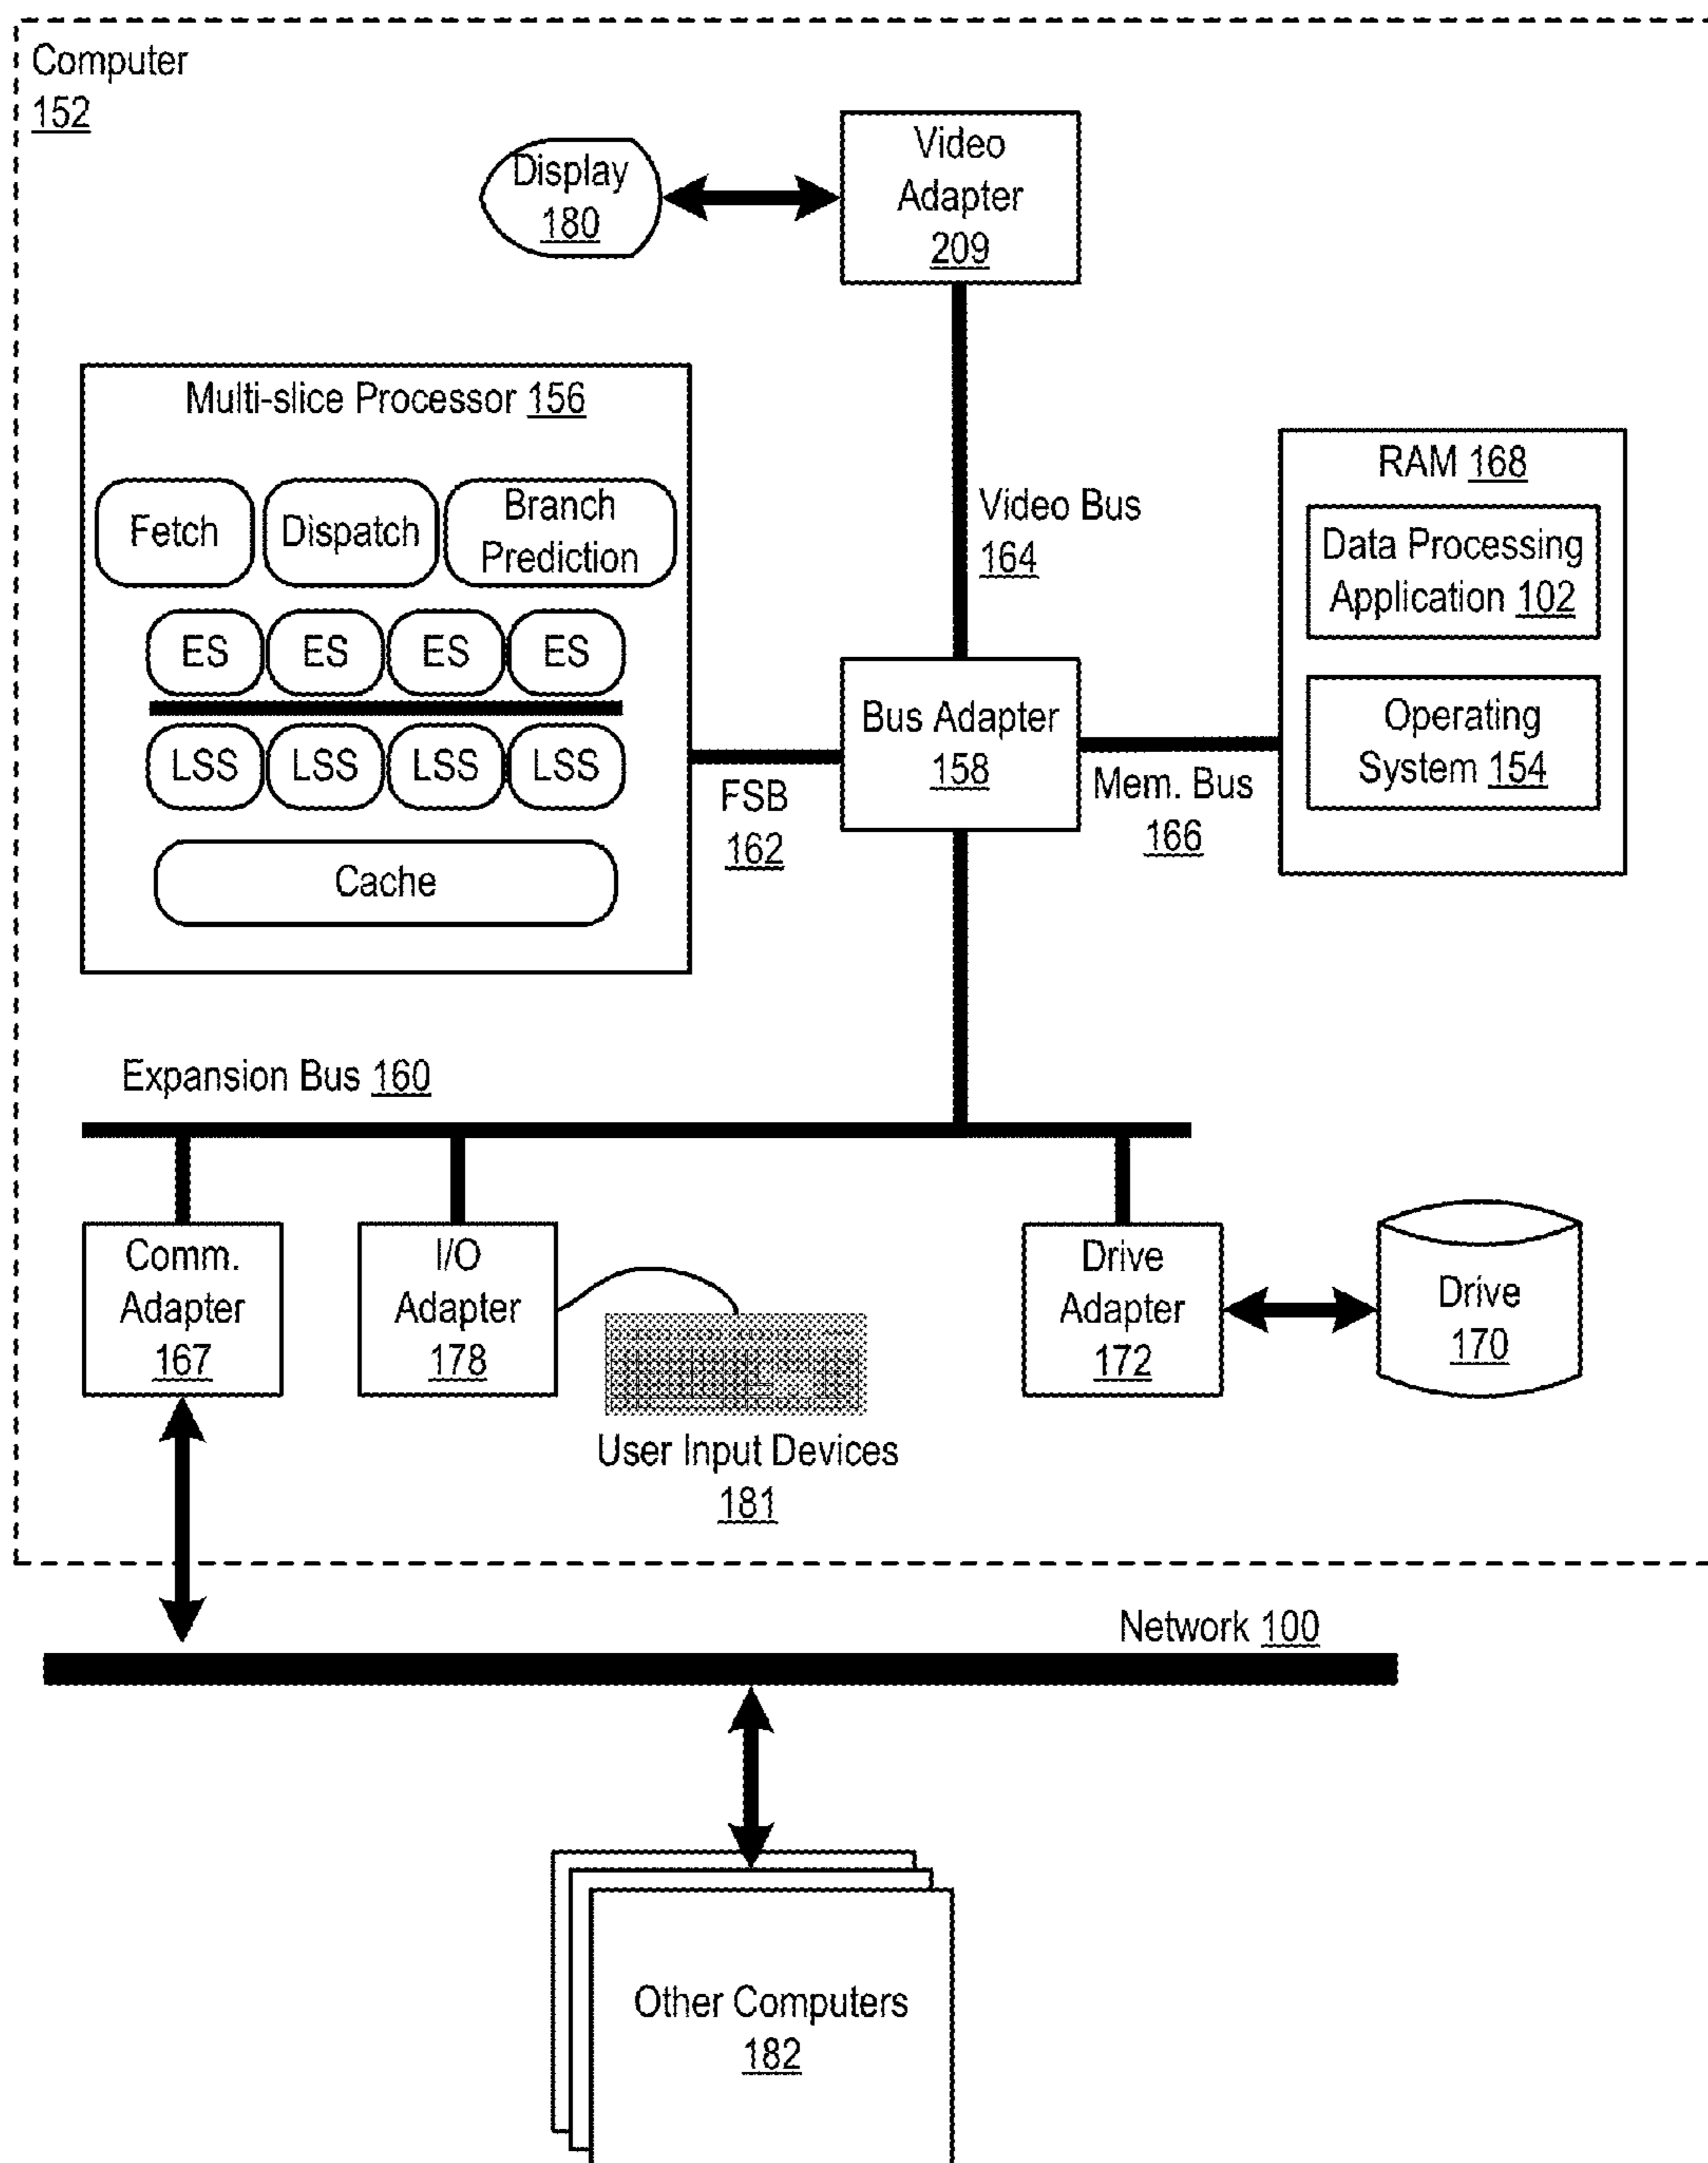 Computer
152
Display
180
Video
Adapter
209
Multi-slice Processor 156
Fetch
Dispatch
Branch
Prediction
ES
ES
ES
ES
LSS
LSS
LSS
LSS
Cache
Video Bus
164
RAM 168
Data Processing
Application 102
Operating
System 154
Bus Adapter
158
FSB
162
Mem. Bus
166
Expansion Bus 160
Comm.
Adapter
167
I/O
Adapter
178
User Input Devices
181
Drive
Adapter
172
Drive
170
Network 100
Other Computers
182